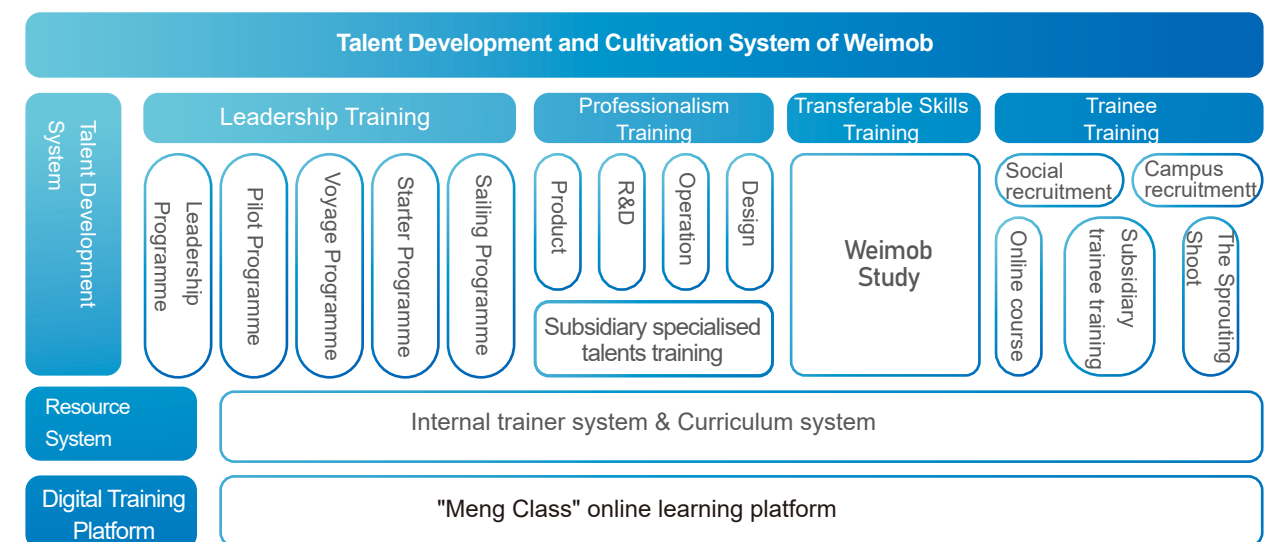 Talent Development and Cultivation System of Weimob
Talent Development
System
Leadership Training
Professionalism
Training
Transferable Skills
Training
Trainee
Training
Leadership
Programme
Pilot Programme
Voyage Programme
Starter Programme
Sailing Programme
Product
R&D
Operation
Design
Subsidiary specialised
talents training
Weimob
Study
Social
recruitment
Campus
recruitmentt
Online course
Subsidiary
trainee training
The Sprouting
Shoot
Resource
System
Internal trainer system & Curriculum system
Digital Training
Platform
"Meng Class" online learning platform